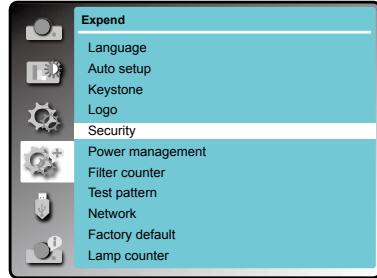 Expend
Language
Auto setup
Keystone
Logo
Security
Power management
Filter counter
Test pattern
Network
Factory default
Lamp counter